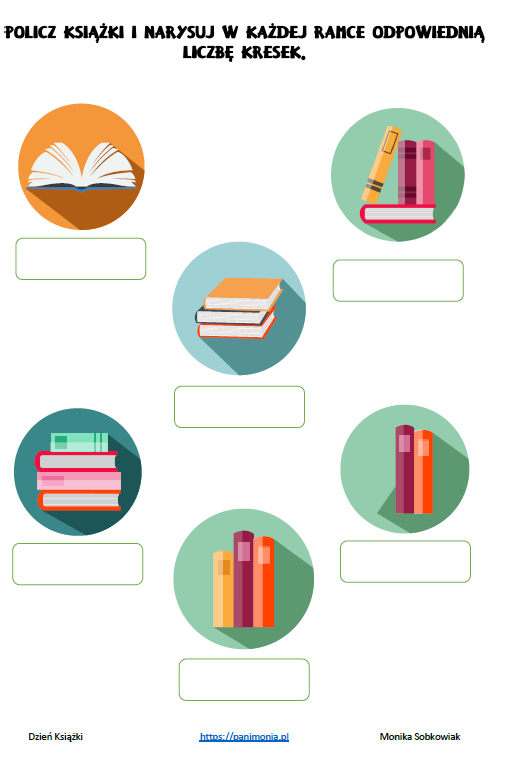 POLICZ KSIĄŻKI I NARYSUJ W KAŻDEJ RAMCE ODPOWIEDNIĄ
LICZBĘ KRESEK.
Dzień Książki https://panimonia.pl Monika Sobkowiak